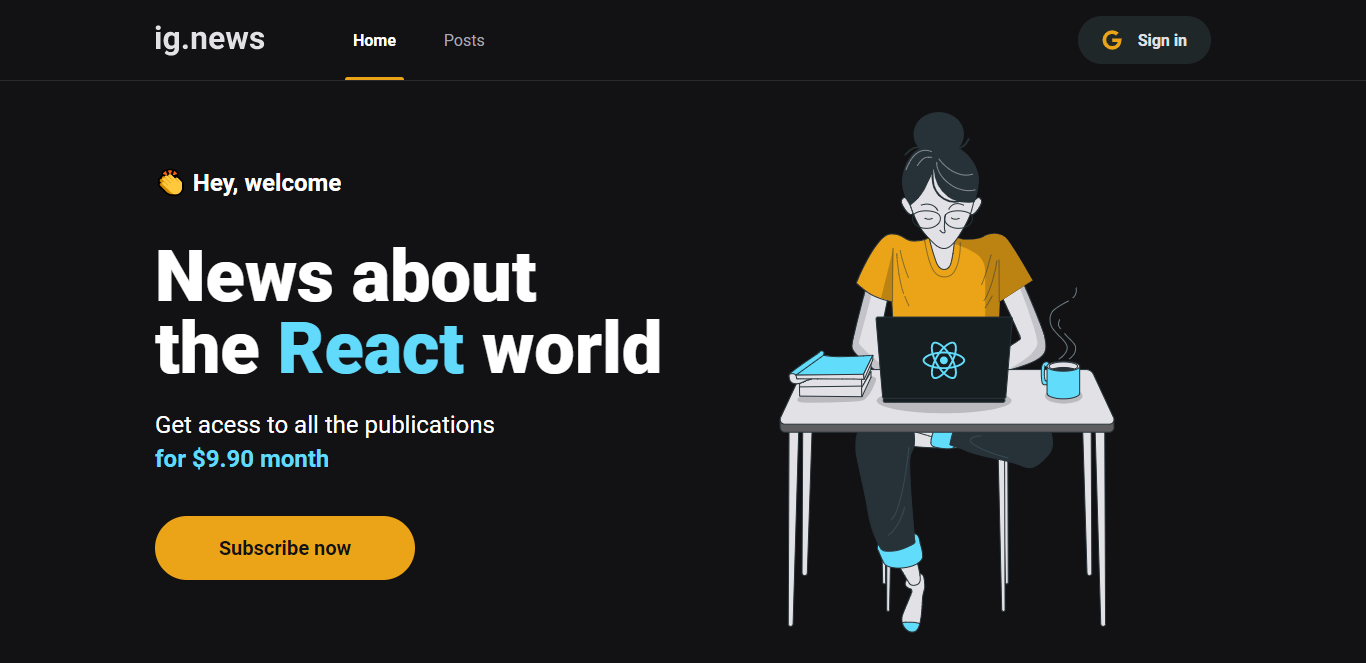 ig.news
Home
Posts
Sign in
👏 Hey, welcome
News about
the React world
Get acess to all the publications
for $9.90 month
Subscribe now